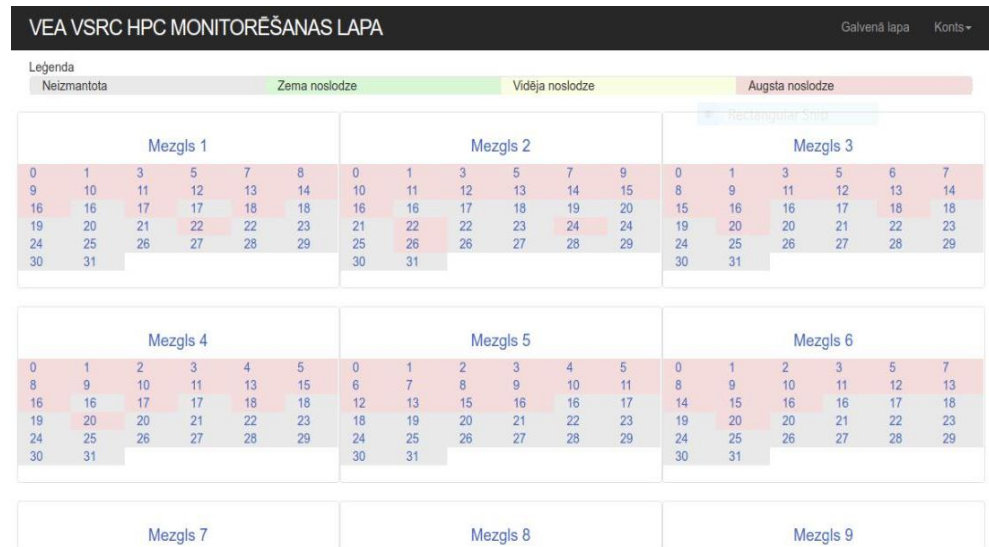 VEA VSRC HPC MONITORĒŠANAS LAPA Galvenā lapa Konts
Leģenda
Neizmantota Zema noslodze Vidēja noslodze Augsta noslodze
Rectangular Snip
Mezgls 1 Mezgls 2 Mezgls 3
0 1 3 5 7 8 0 1 3 5 7 9 0 1 3 5 6 7
9 10 11 12 13 14 10 11 12 13 14 15 8 9 11 12 13 14
16 16 17 17 18 18 16 16 17 18 19 20 15 16 16 17 18 18
19 20 21 22 22 23 21 22 22 23 24 24 19 20 20 21 22 23
24 25 26 27 28 29 25 26 26 27 28 29 24 25 26 27 28 29
30 31 30 31 30 31
Mezgls 4 Mezgls 5 Mezgls 6
0 1 2 3 4 5 0 1 2 3 4 5 0 1 2 3 5 7
8 9 10 11 13 15 6 7 8 9 10 11 8 9 10 11 12 13
16 16 17 17 18 18 12 13 15 16 16 17 14 15 16 16 17 18
19 20 20 21 22 23 18 19 20 21 22 23 19 20 20 21 22 23
24 25 26 27 28 29 24 25 26 27 28 29 24 25 26 27 28 29
30 31 30 31 30 31
Mezgls 7 Mezgls 8 Mezgls 9